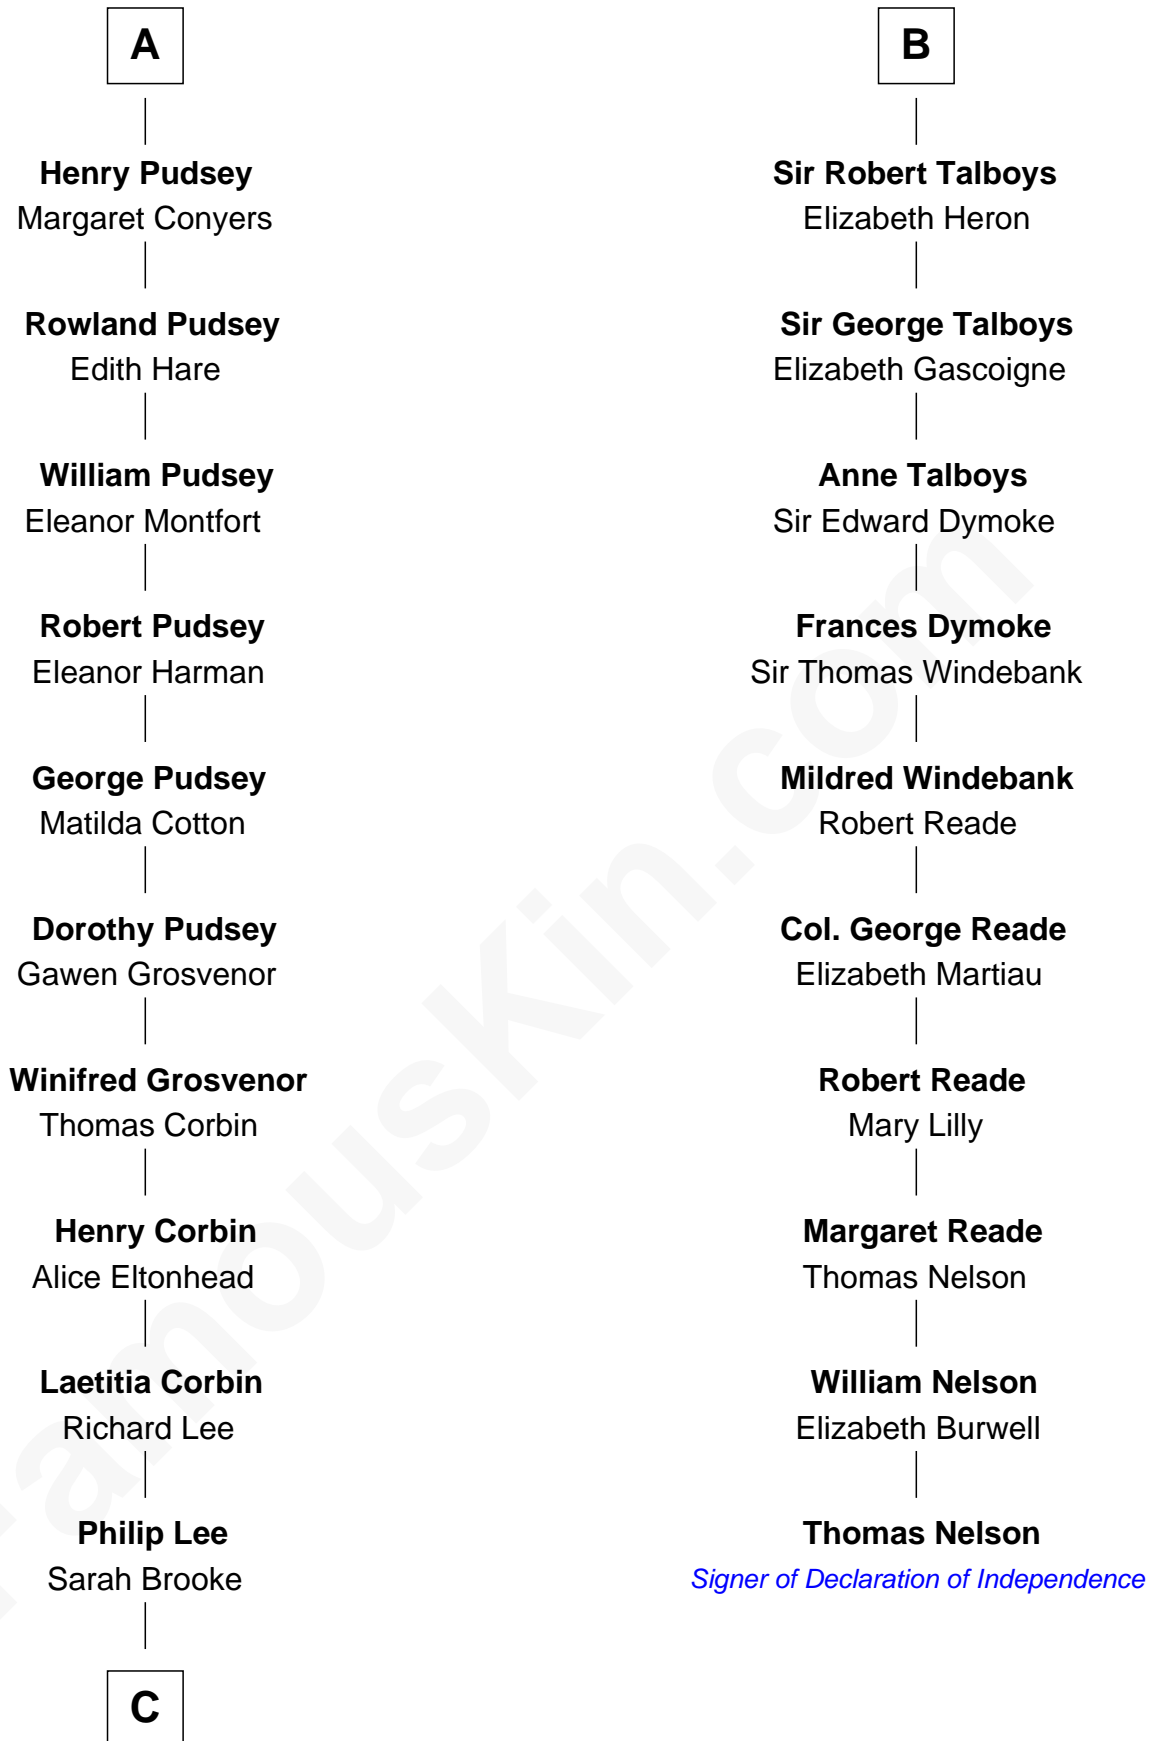 A
Henry Pudsey
Margaret Conyers
Rowland Pudsey
Edith Hare
William Pudsey
Eleanor Montfort
Robert Pudsey
Eleanor Harman
George Pudsey
Matilda Cotton
Dorothy Pudsey
Gawen Grosvenor
Winifred Grosvenor
Thomas Corbin
Henry Corbin
Alice Eltonhead
Laetitia Corbin
Richard Lee
Philip Lee
Sarah Brooke
C
B
Sir Robert Talboys
Elizabeth Heron
Sir George Talboys
Elizabeth Gascoigne
Anne Talboys
Sir Edward Dymoke
Frances Dymoke
Sir Thomas Windebank
Mildred Windebank
Robert Reade
Col. George Reade
Elizabeth Martiau
Robert Reade
Mary Lilly
Margaret Reade
Thomas Nelson
William Nelson
Elizabeth Burwell
Thomas Nelson
Signer of Declaration of Independence
FamousKin.com